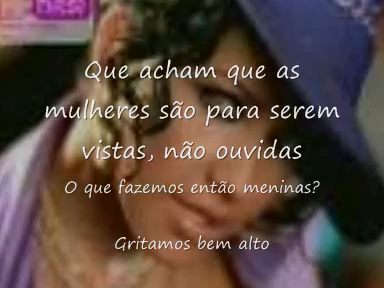 Que acham que as
mulheres são para serem
vistas, não ouvidas
O que fazemos então meninas?
Gritamos bem alto